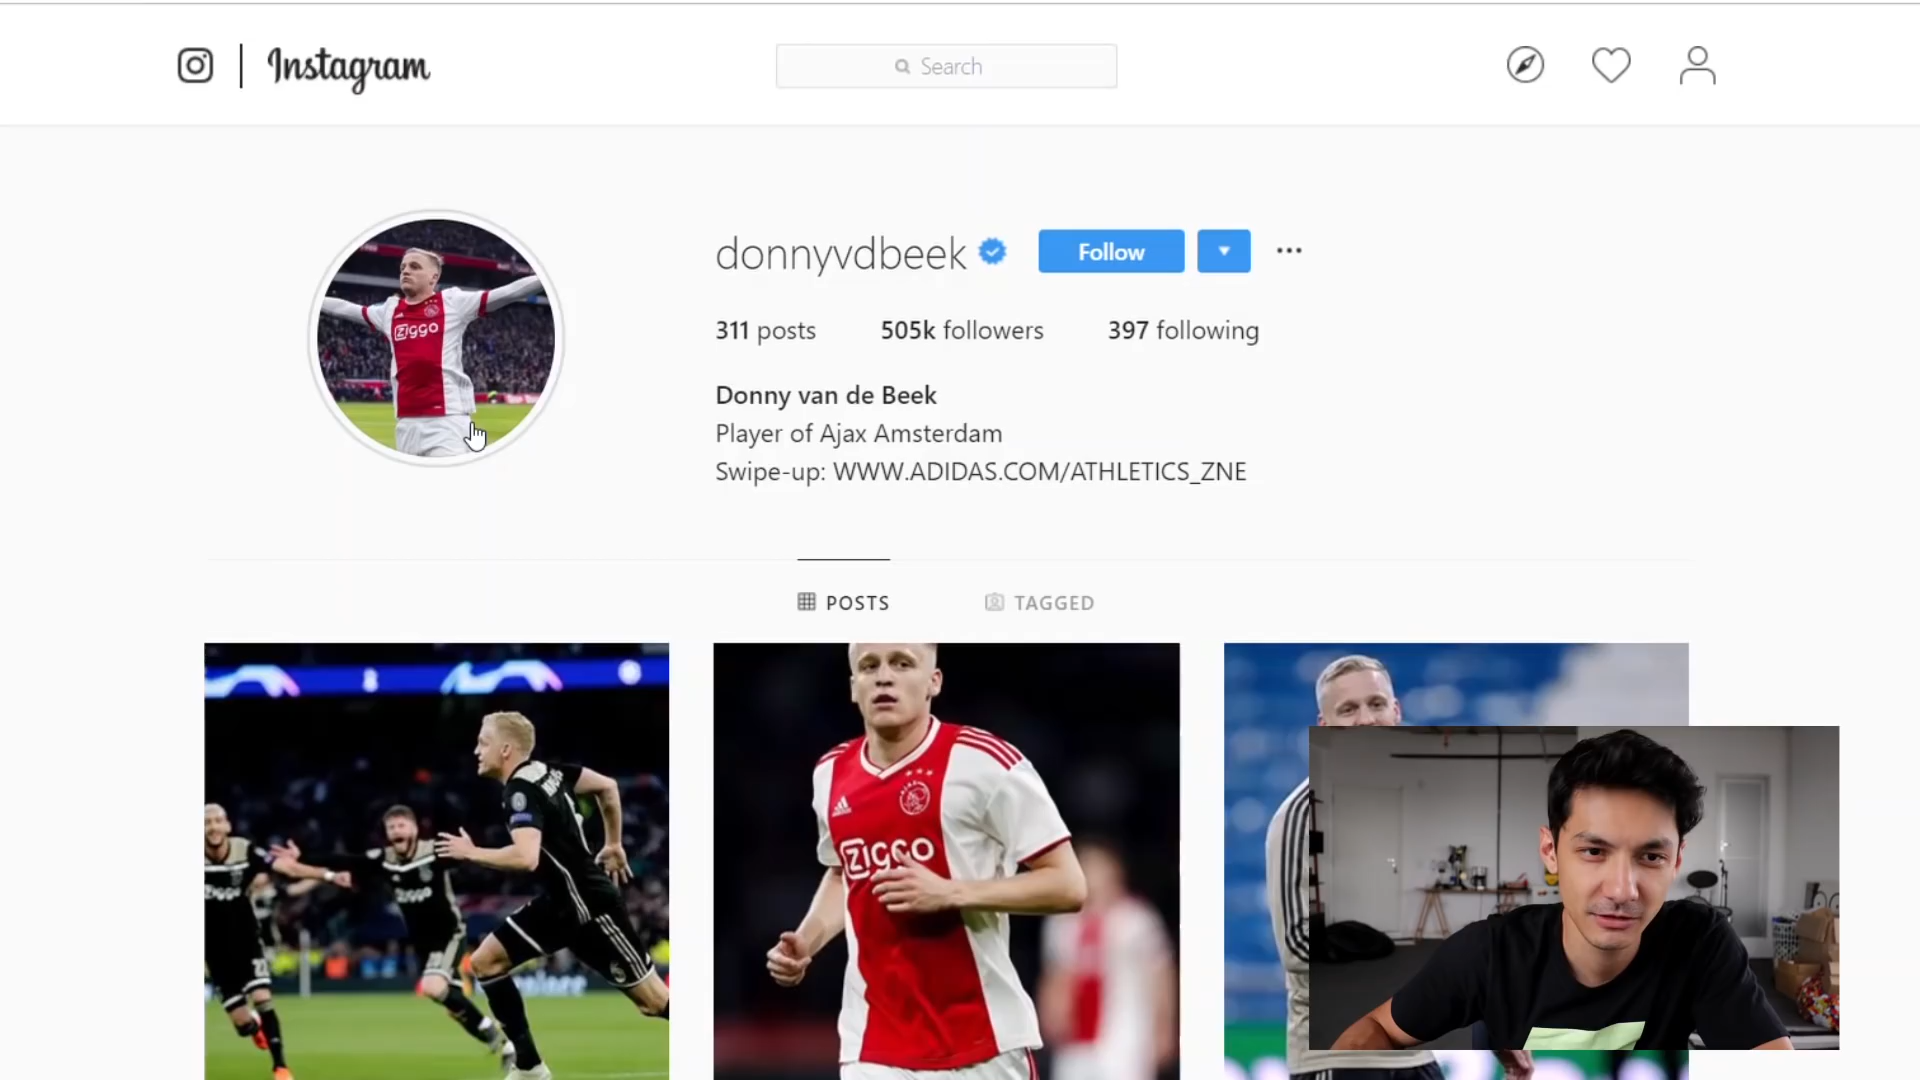 Instagram
Search
donnyvdbeek
Follow
311 posts 505k followers 397 following
Donny van de Beek
Player of Ajax Amsterdam
Swipe-up: WWW.ADIDAS.COM/ATHLETICS_ZNE
POSTS
TAGGED
ZIGGO
ZIGGO